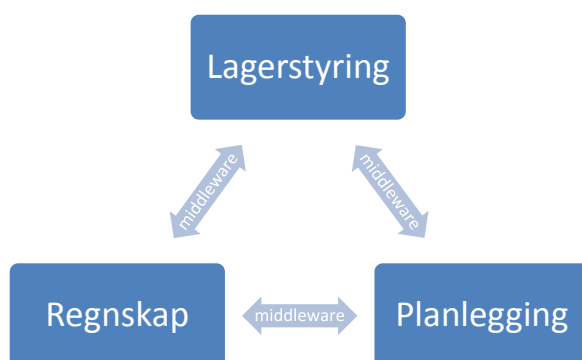 Lagerstyring
middleware
middleware
Regnskap
middleware
Planlegging